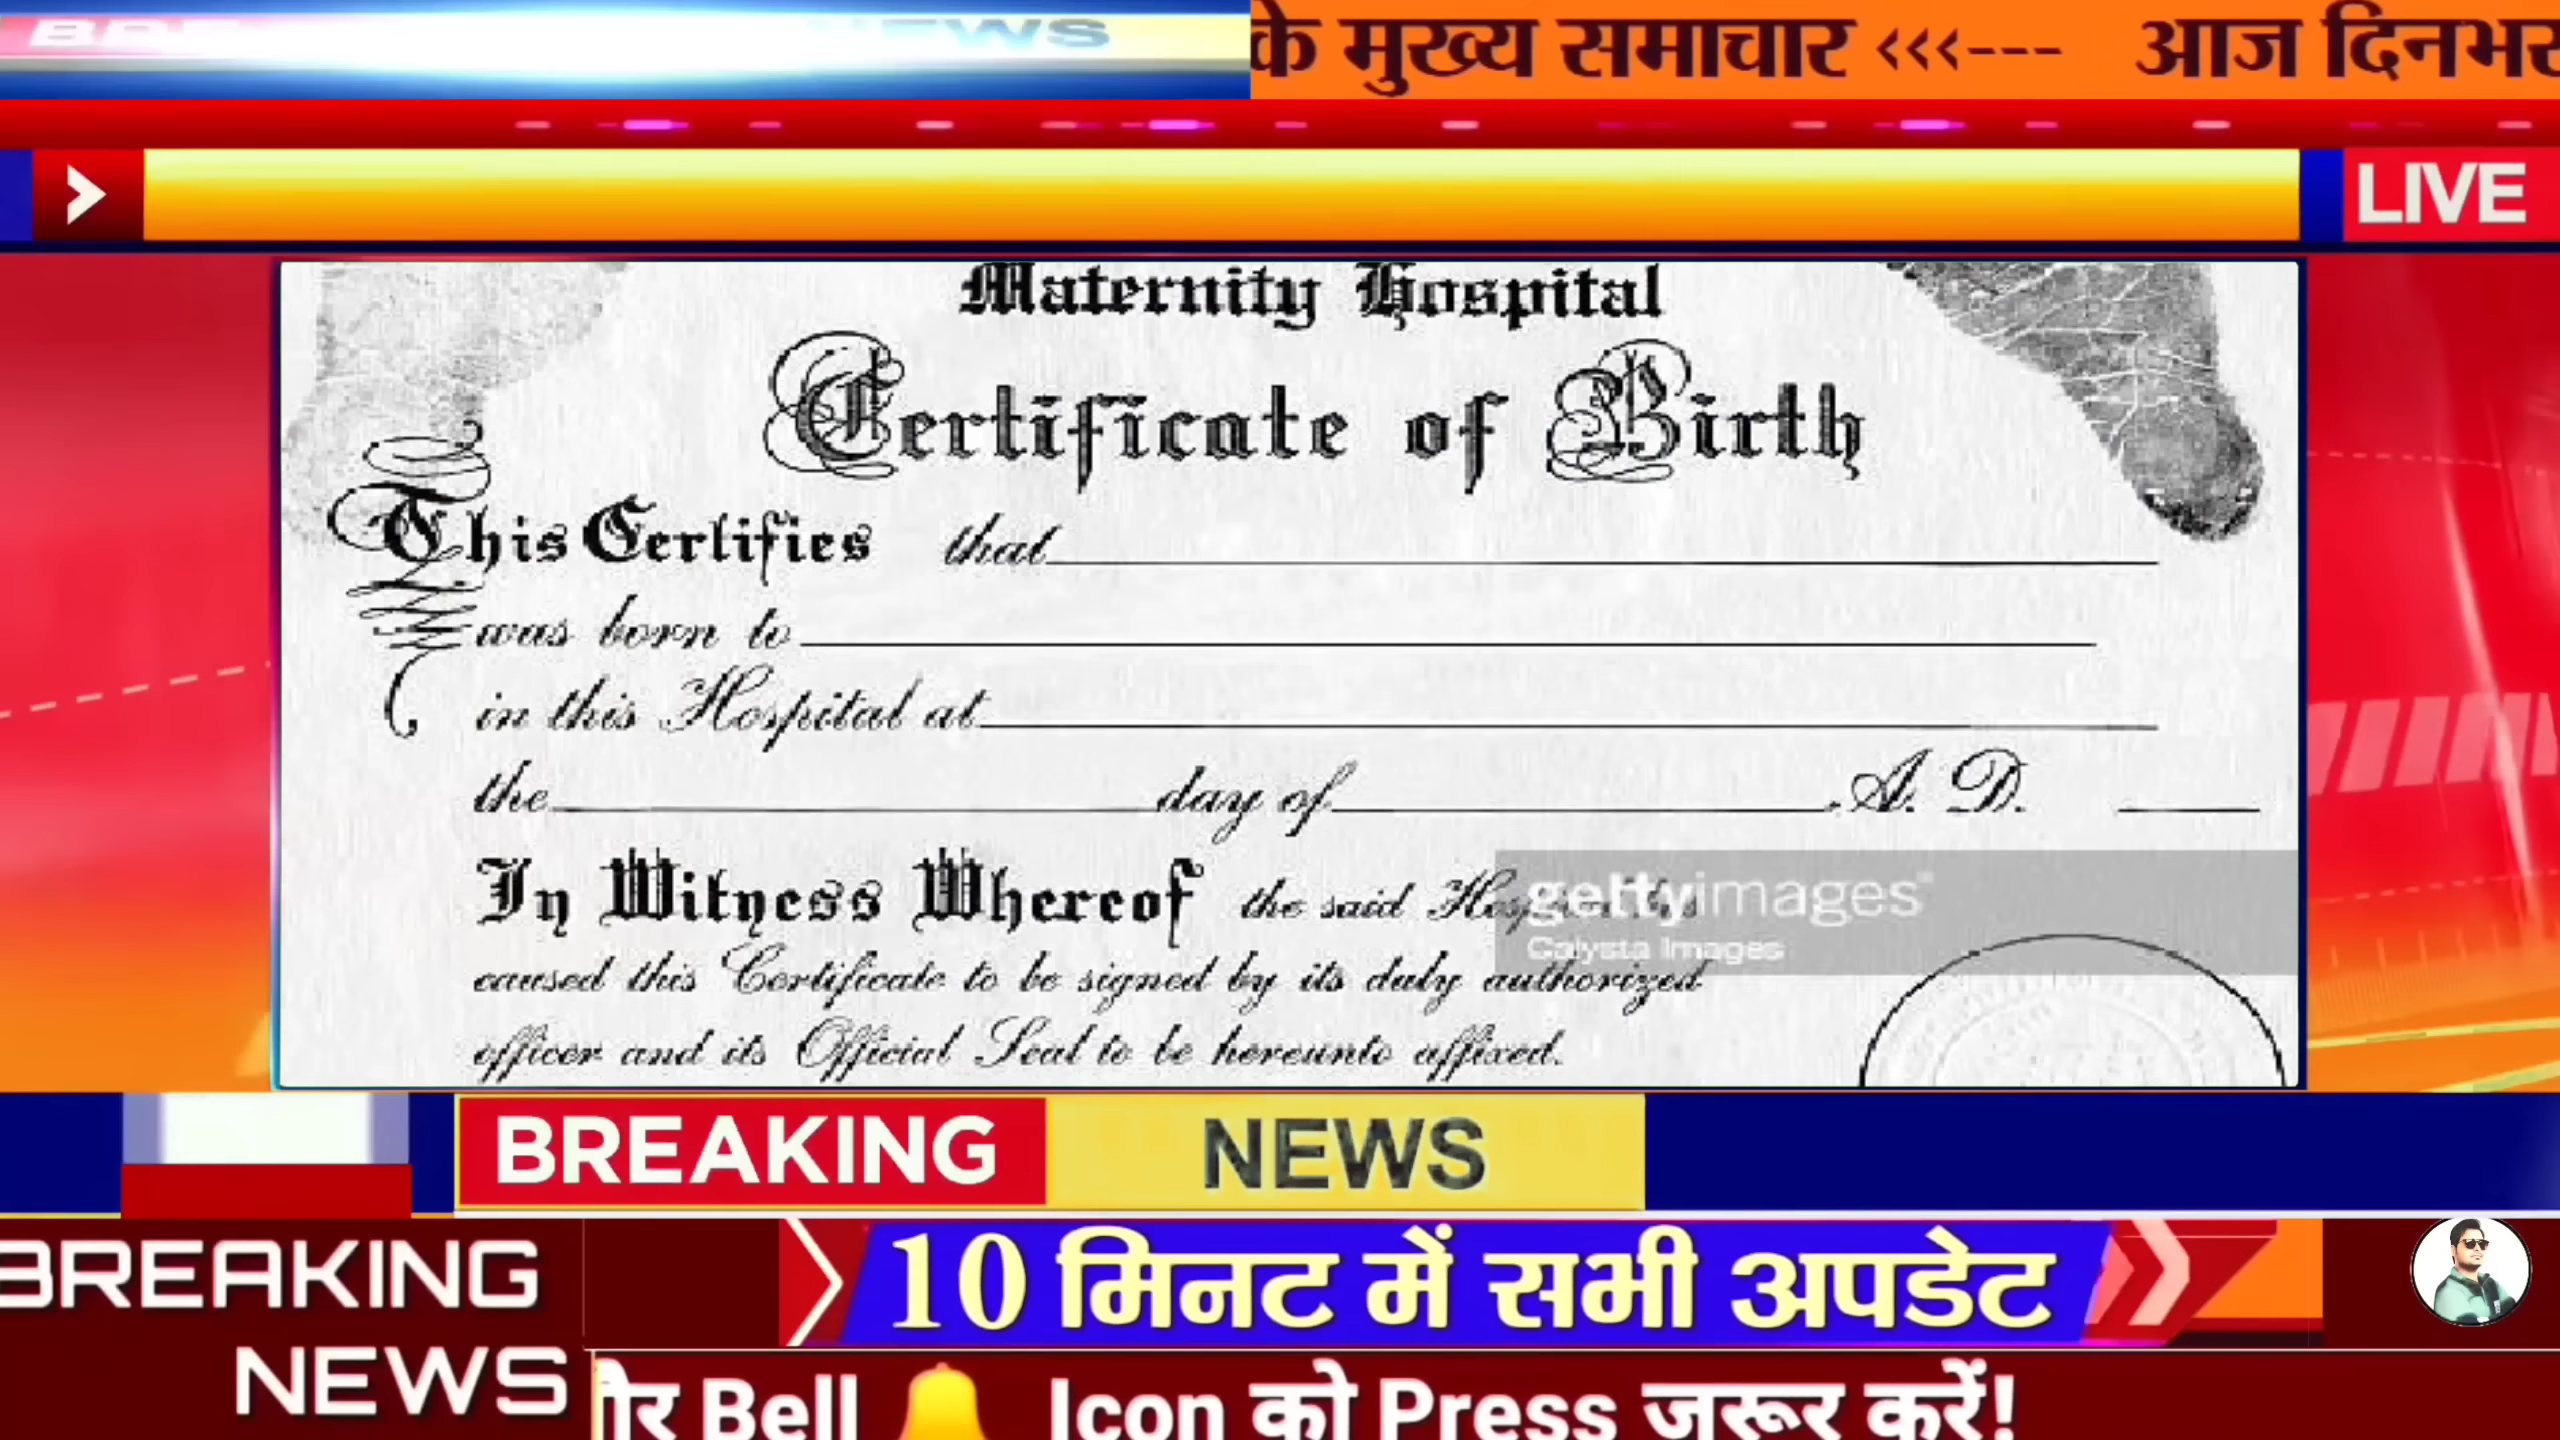 NEWS
के मुख्य समाचार <<<--- आज दिनभर
LIVE
Maternity Hospital
Certificate of Birth
This Certifies that
was born to
in this Hospital at
the day of A. D.
In Witness Whereof the said Hospital has
gettyimages
Calysta Images
caused this Certificate to be signed by its duly authorized
officer and its Official Seal to be hereunto affixed.
BREAKING NEWS
BREAKING
NEWS
10 मिनट में सभी अपडेट
Bell Icon को Press जरूर करें!